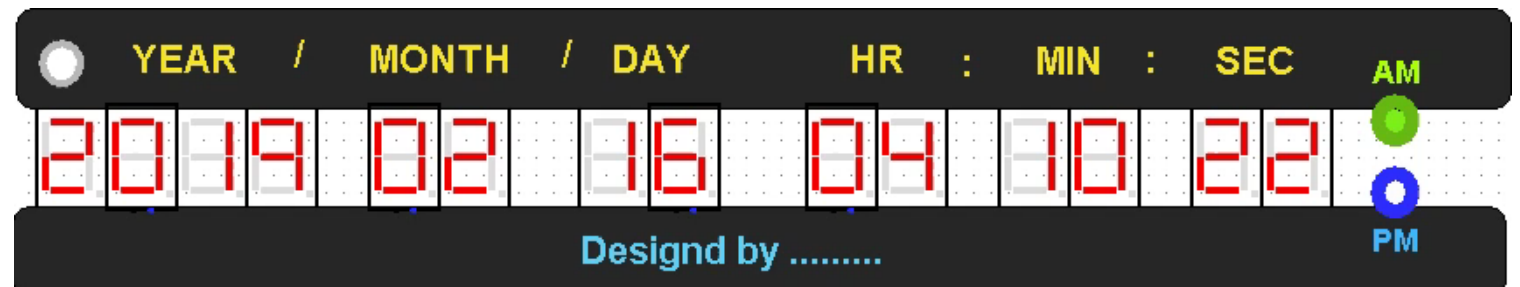 YEAR / MONTH / DAY HR : MIN : SEC
AM
2019 02 16 04 10 22
PM
Designd by .........